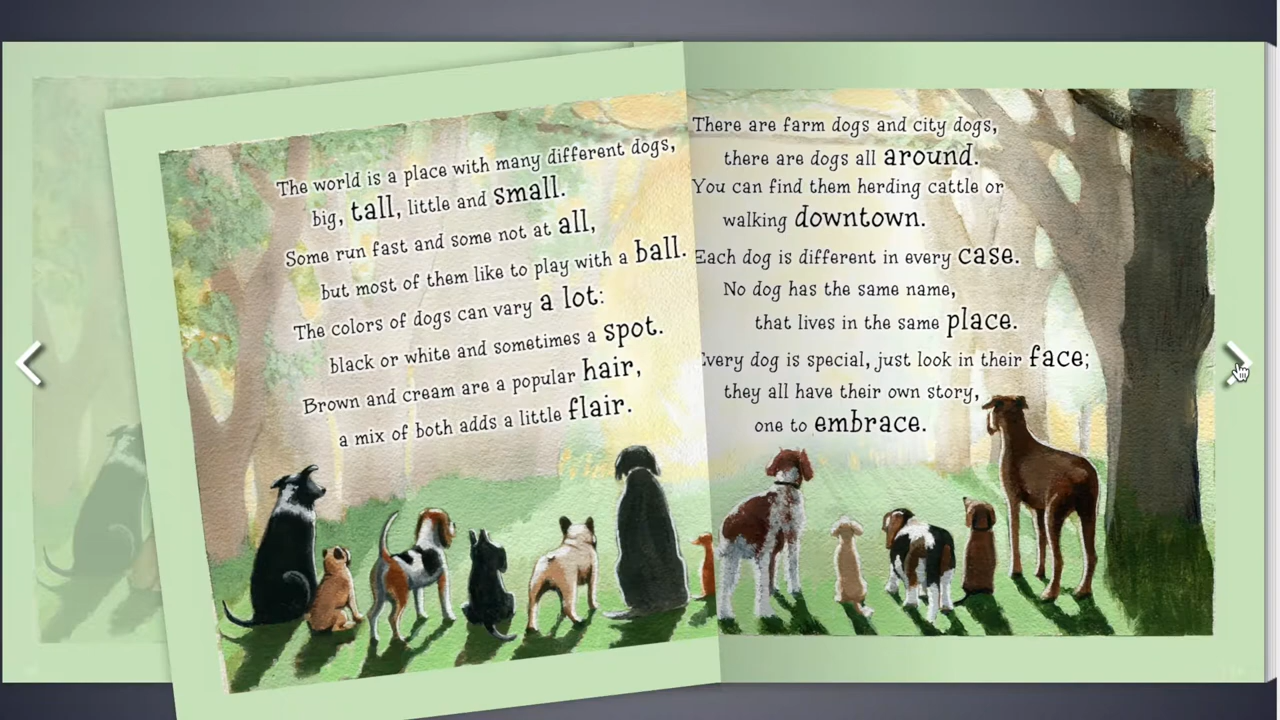 The world is a place with many different dogs,
big, tall, little and small.
Some run fast and some not at all,
but most of them like to play with a ball.
The colors of dogs can vary a lot:
black or white and sometimes a spot.
Brown and cream are a popular hair,
a mix of both adds a little flair.
There are farm dogs and city dogs,
there are dogs all around.
You can find them herding cattle or
walking downtown.
Each dog is different in every case.
No dog has the same name,
that lives in the same place.
Every dog is special, just look in their face;
they all have their own story,
one to embrace.